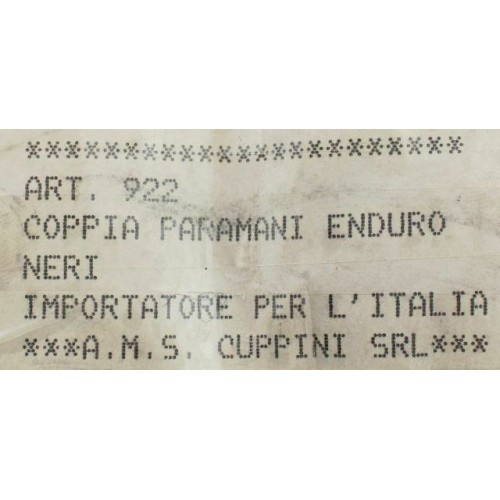 ***********************
ART. 922
COPPIA PARAMANI ENDURO
NERI
IMPORTATORE PER L'ITALIA
***A.M.S. CUPPINI SRL***